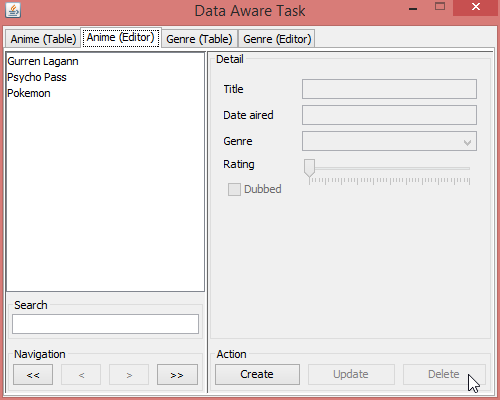 Data Aware Task
Anime (Table) Anime (Editor) Genre (Table) Genre (Editor)
Gurren Lagann
Psycho Pass
Pokemon
Search
Navigation
<< < > >>
Detail
Title
Date aired
Genre
Rating
Dubbed
Action
Create Update Delete